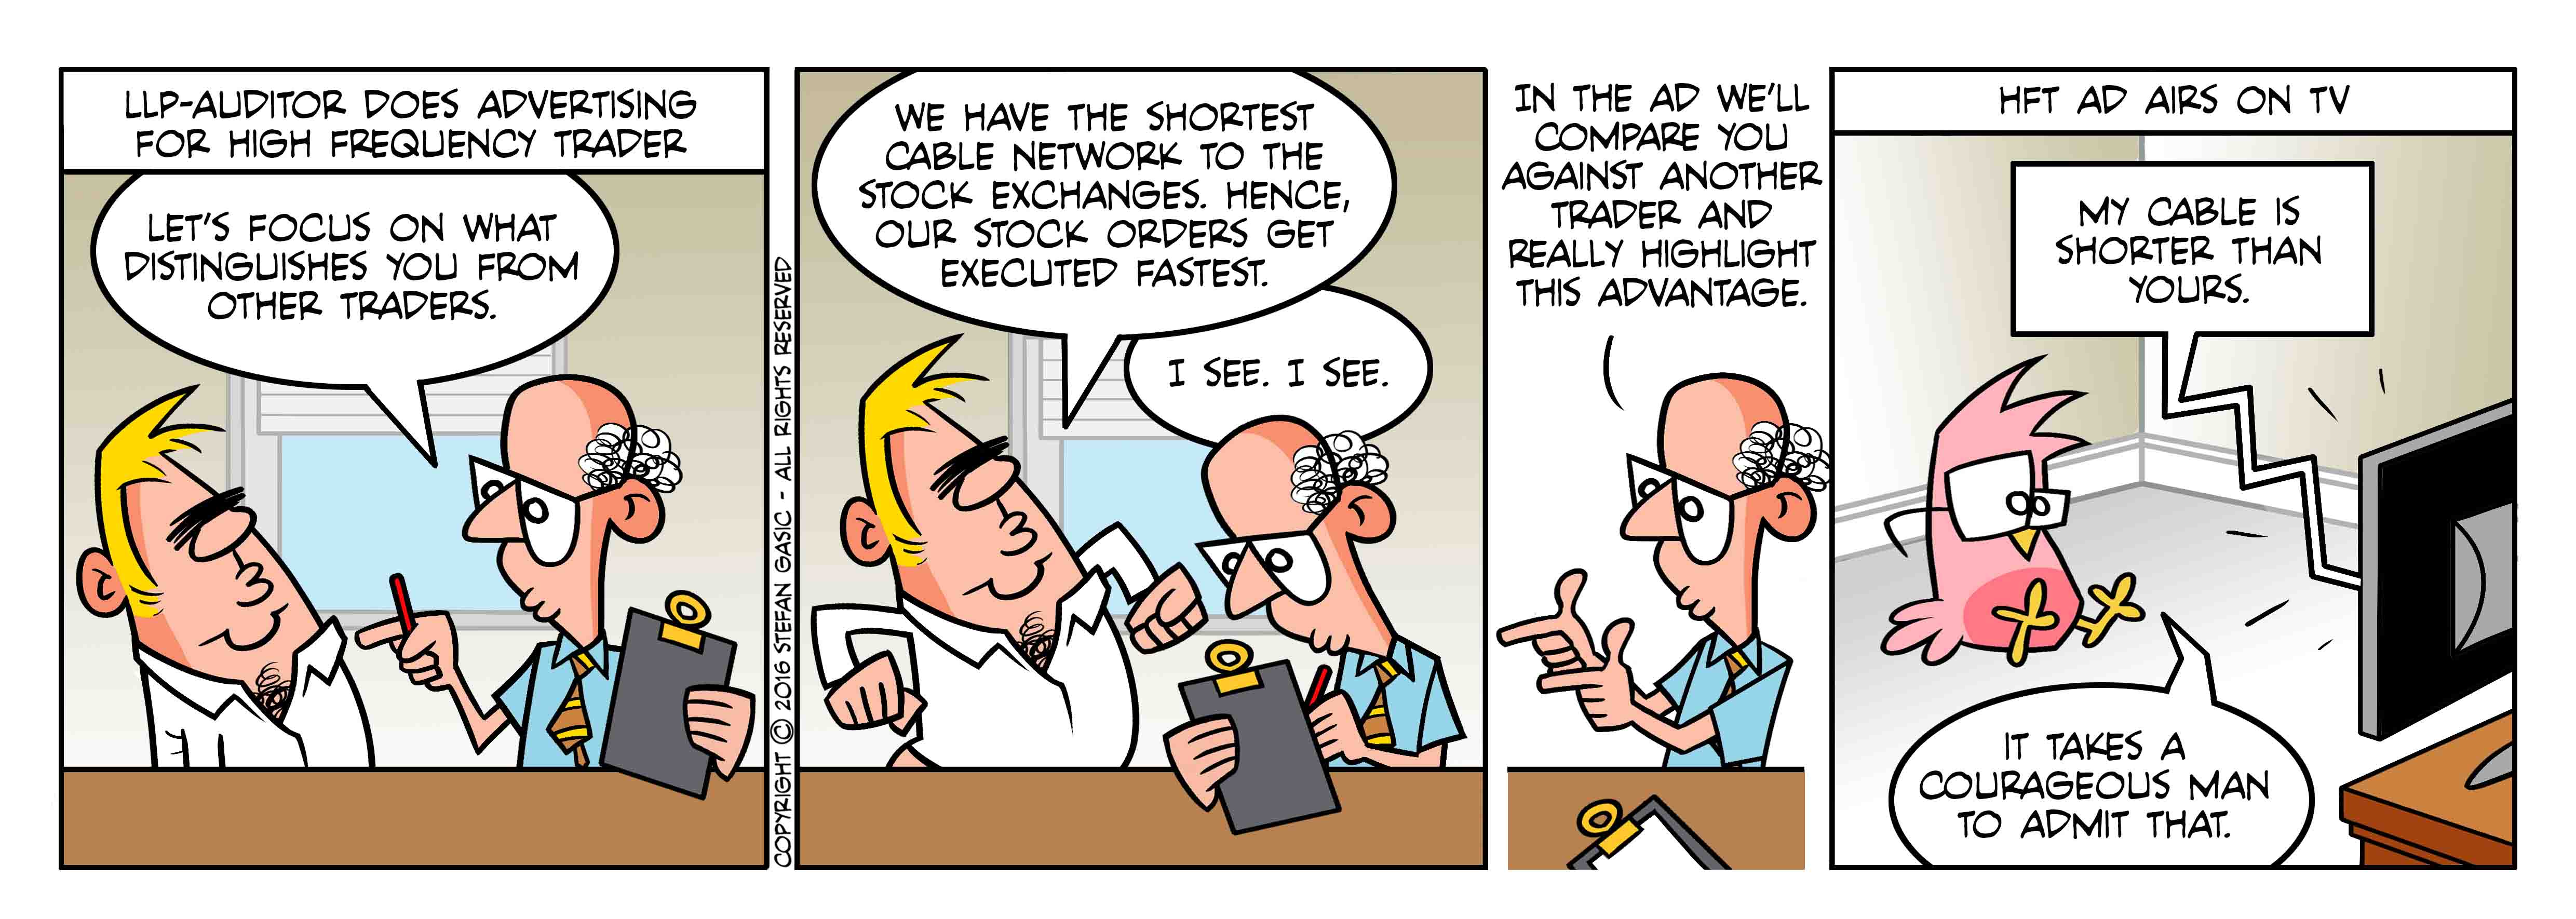 LLP-AUDITOR DOES ADVERTISING
FOR HIGH FREQUENCY TRADER
LET'S FOCUS ON WHAT
DISTINGUISHES YOU FROM
OTHER TRADERS.
COPYRIGHT © 2016 STEFAN GASIC - ALL RIGHTS RESERVED
WE HAVE THE SHORTEST
CABLE NETWORK TO THE
STOCK EXCHANGES. HENCE,
OUR STOCK ORDERS GET
EXECUTED FASTEST.
I SEE. I SEE.
IN THE AD WE'LL
COMPARE YOU
AGAINST ANOTHER
TRADER AND
REALLY HIGHLIGHT
THIS ADVANTAGE.
HFT AD AIRS ON TV
MY CABLE IS
SHORTER THAN
YOURS.
IT TAKES A
COURAGEOUS MAN
TO ADMIT THAT.